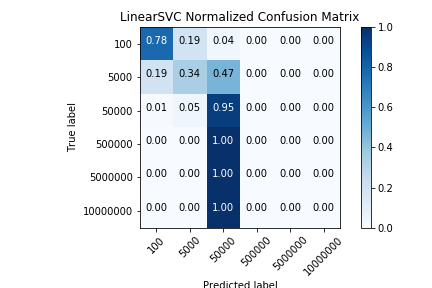 LinearSVC Normalized Confusion Matrix
True label
100 0.78 0.19 0.04 0.00 0.00 0.00
5000 0.19 0.34 0.47 0.00 0.00 0.00
50000 0.01 0.05 0.95 0.00 0.00 0.00
500000 0.00 0.00 1.00 0.00 0.00 0.00
5000000 0.00 0.00 1.00 0.00 0.00 0.00
10000000 0.00 0.00 1.00 0.00 0.00 0.00
100 5000 50000 500000 5000000 10000000
Predicted label
1.0
0.8
0.6
0.4
0.2
0.0